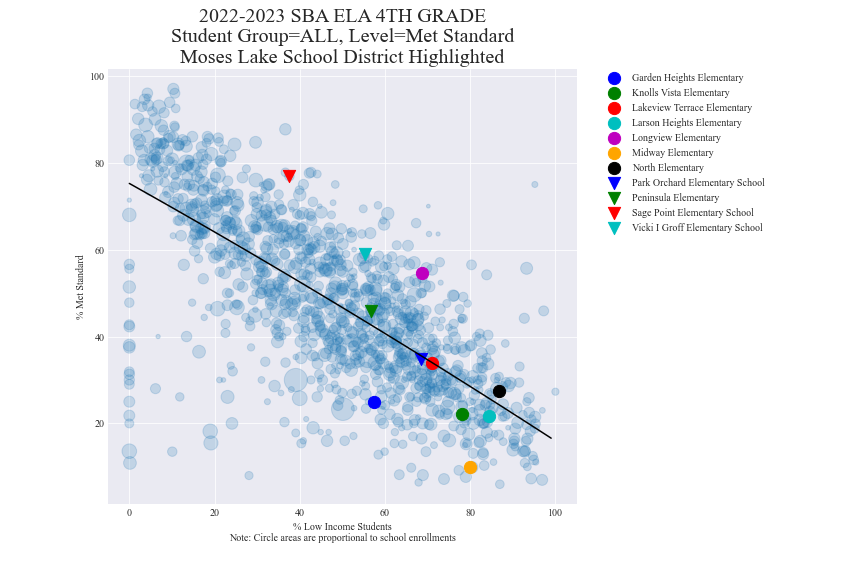 2022-2023 SBA ELA 4TH GRADE
Student Group=ALL, Level=Met Standard
Moses Lake School District Highlighted
100
80
60
40
20
% Met Standard
0 20 40 60 80 100
% Low Income Students
Note: Circle areas are proportional to school enrollments
Garden Heights Elementary
Knolls Vista Elementary
Lakeview Terrace Elementary
Larson Heights Elementary
Longview Elementary
Midway Elementary
North Elementary
Park Orchard Elementary School
Peninsula Elementary
Sage Point Elementary School
Vicki I Groff Elementary School